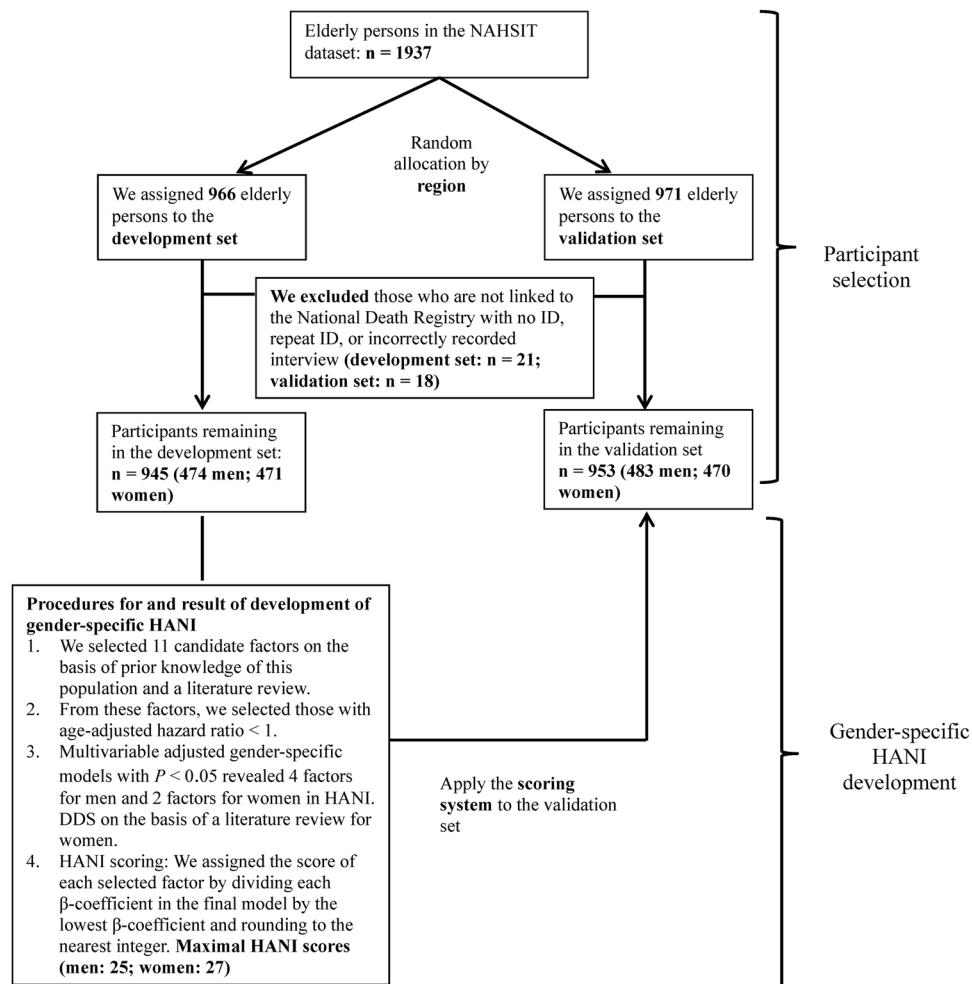 Elderly persons in the NAHSIT
dataset: n = 1937
Random
allocation by
region
We assigned 966 elderly
persons to the
development set
We assigned 971 elderly
persons to the
validation set
Participant
selection
We excluded those who are not linked to
the National Death Registry with no ID,
repeat ID, or incorrectly recorded
interview (development set: n = 21;
validation set: n = 18)
Participants remaining
in the development set:
n = 945 (474 men; 471
women)
Participants remaining
in the validation set
n = 953 (483 men; 470
women)
Procedures for and result of development of
gender-specific HANI
1. We selected 11 candidate factors on the
basis of prior knowledge of this
population and a literature review.
2. From these factors, we selected those with
age-adjusted hazard ratio < 1.
3. Multivariable adjusted gender-specific
models with P < 0.05 revealed 4 factors
for men and 2 factors for women in HANI.
DDS on the basis of a literature review for
women.
4. HANI scoring: We assigned the score of
each selected factor by dividing each
β-coefficient in the final model by the
lowest β-coefficient and rounding to the
nearest integer. Maximal HANI scores
(men: 25; women: 27)
Apply the scoring
system to the validation
set
Gender-specific
HANI
development